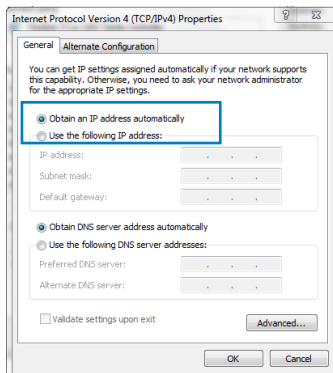 Internet Protocol Version 4 (TCP/IPv4) Properties
General
Alternate Configuration
You can get IP settings assigned automatically if your network supports
this capability. Otherwise, you need to ask your network administrator
for the appropriate IP settings.
Obtain an IP address automatically
Use the following IP address:
IP address:
Subnet mask:
Default gateway:
Obtain DNS server address automatically
Use the following DNS server addresses:
Preferred DNS server:
Alternate DNS server:
Validate settings upon exit
Advanced...
OK
Cancel